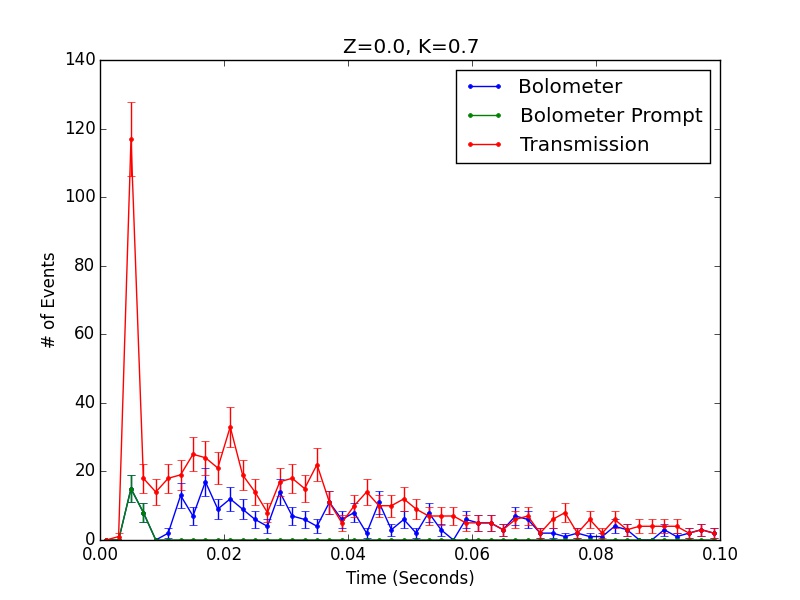 Z=0.0, K=0.7
140
120
100
80
60
40
20
0
# of Events
Bolometer
Bolometer Prompt
Transmission
0.00 0.02 0.04 0.06 0.08 0.10
Time (Seconds)